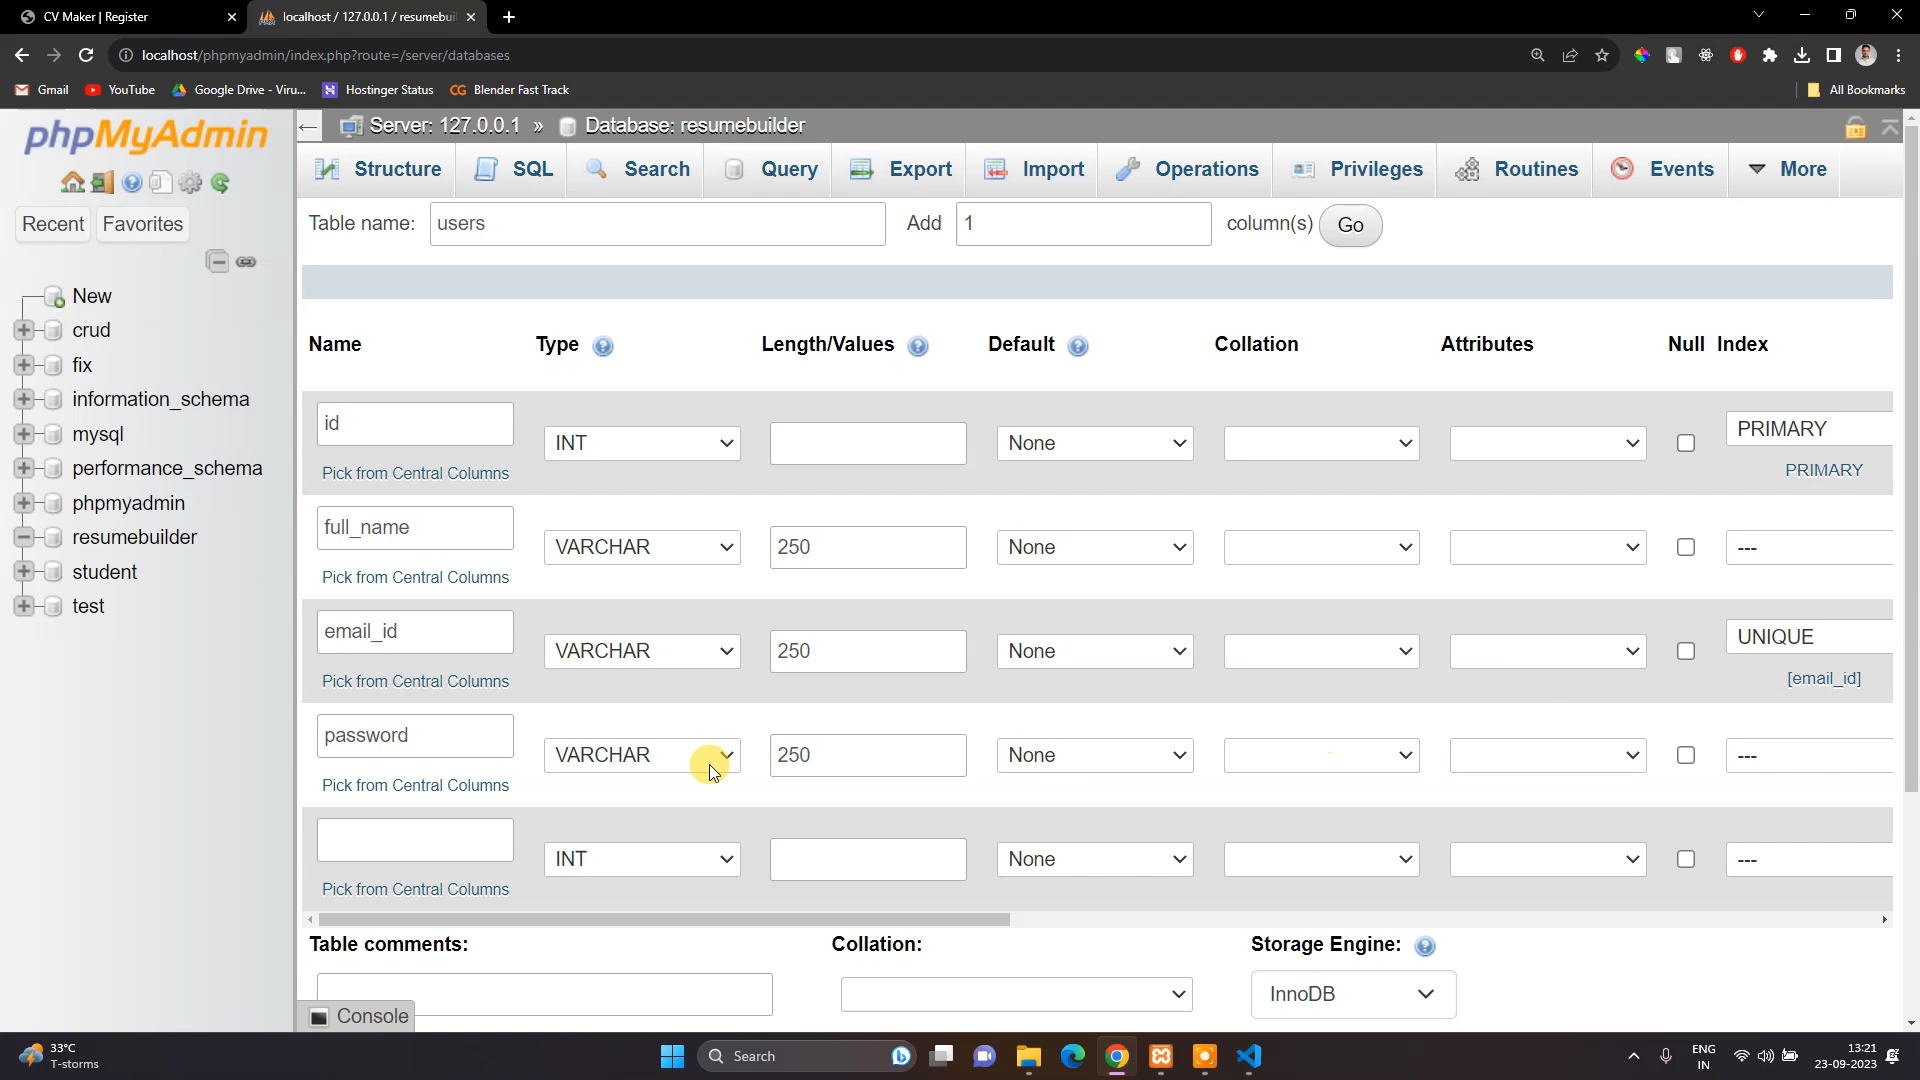 CV Maker | Register
localhost / 127.0.0.1 / resumebui
localhost/phpmyadmin/index.php?route=/server/databases
Gmail
YouTube
Google Drive - Viru...
Hostinger Status
CG Blender Fast Track
All Bookmarks
phpMyAdmin
Server: 127.0.0.1 » Database: resumebuilder
Structure
SQL
Search
Query
Export
Import
Operations
Privileges
Routines
Events
More
Recent
Favorites
Table name: users Add 1 column(s) Go
New
crud
fix
information_schema
mysql
performance_schema
phpmyadmin
resumebuilder
student
test
Name Type Length/Values Default Collation Attributes Null Index
id INT None PRIMARY
Pick from Central Columns PRIMARY
full_name VARCHAR 250 None ---
Pick from Central Columns
email_id VARCHAR 250 None UNIQUE
Pick from Central Columns [email_id]
password VARCHAR 250 None ---
Pick from Central Columns
INT None ---
Pick from Central Columns
Table comments: Collation: Storage Engine:
InnoDB
Console
33°C
T-storms
Search
ENG
IN
13:21
23-09-2023